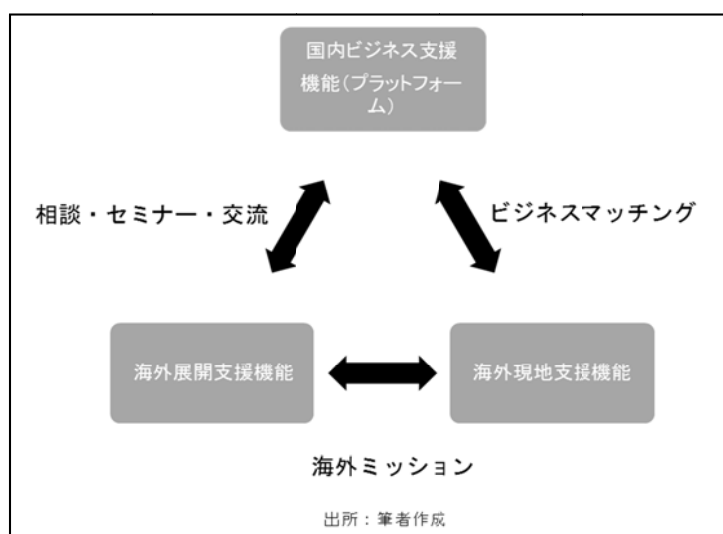 国内ビジネス支援
機能(プラットフォー
ム)
相談・セミナー・交流
ビジネスマッチング
海外展開支援機能
海外現地支援機能
海外ミッション
出所：筆者作成